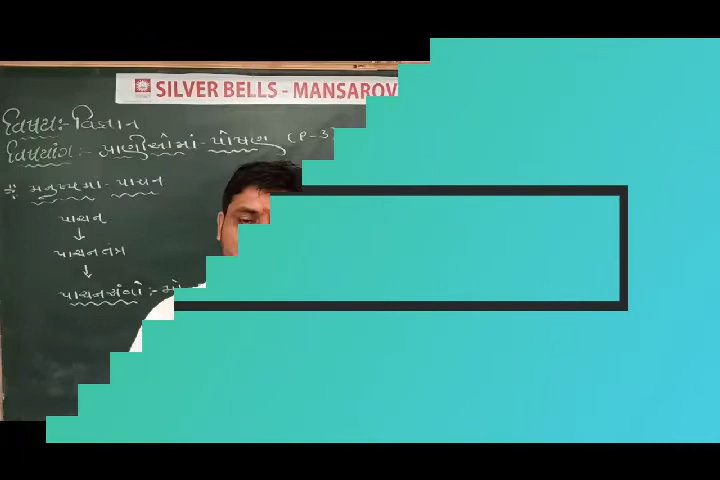 SILVER BELLS - MANSAROV
વિષય:- વિજ્ઞાન
વિષયાંગ:- પ્રાણીઓમાં - પોષણ (P-3)
* મનુષ્યમાં - પાચન
પાચન
↓
પાચનતંત્ર
↓
પાચનઅંગો :- મો